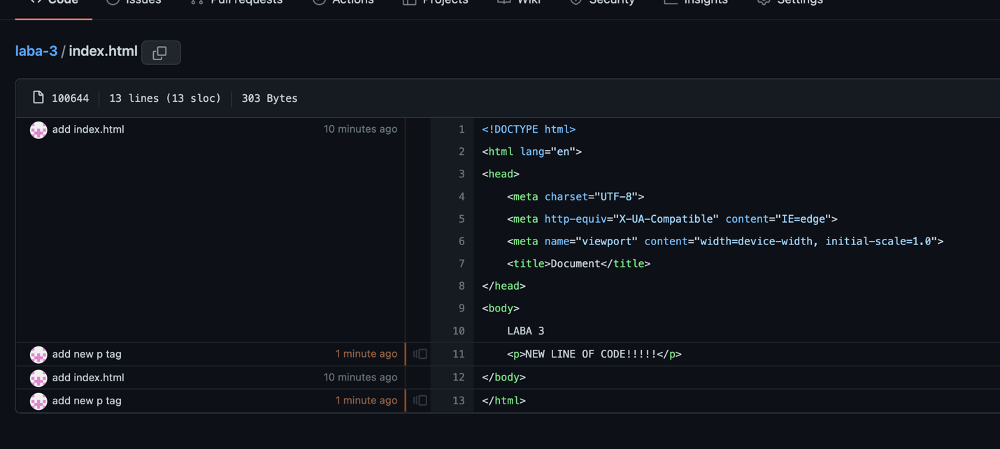 Code Issues Pull requests Actions Projects Wiki Security Insights Settings
laba-3 / index.html
100644 13 lines (13 sloc) 303 Bytes
add index.html 10 minutes ago 1 <!DOCTYPE html>
2 <html lang="en">
3 <head>
4 <meta charset="UTF-8">
5 <meta http-equiv="X-UA-Compatible" content="IE=edge">
6 <meta name="viewport" content="width=device-width, initial-scale=1.0">
7 <title>Document</title>
8 </head>
9 <body>
10 LABA 3
add new p tag 1 minute ago 11 <p>NEW LINE OF CODE!!!!!</p>
add index.html 10 minutes ago 12 </body>
add new p tag 1 minute ago 13 </html>